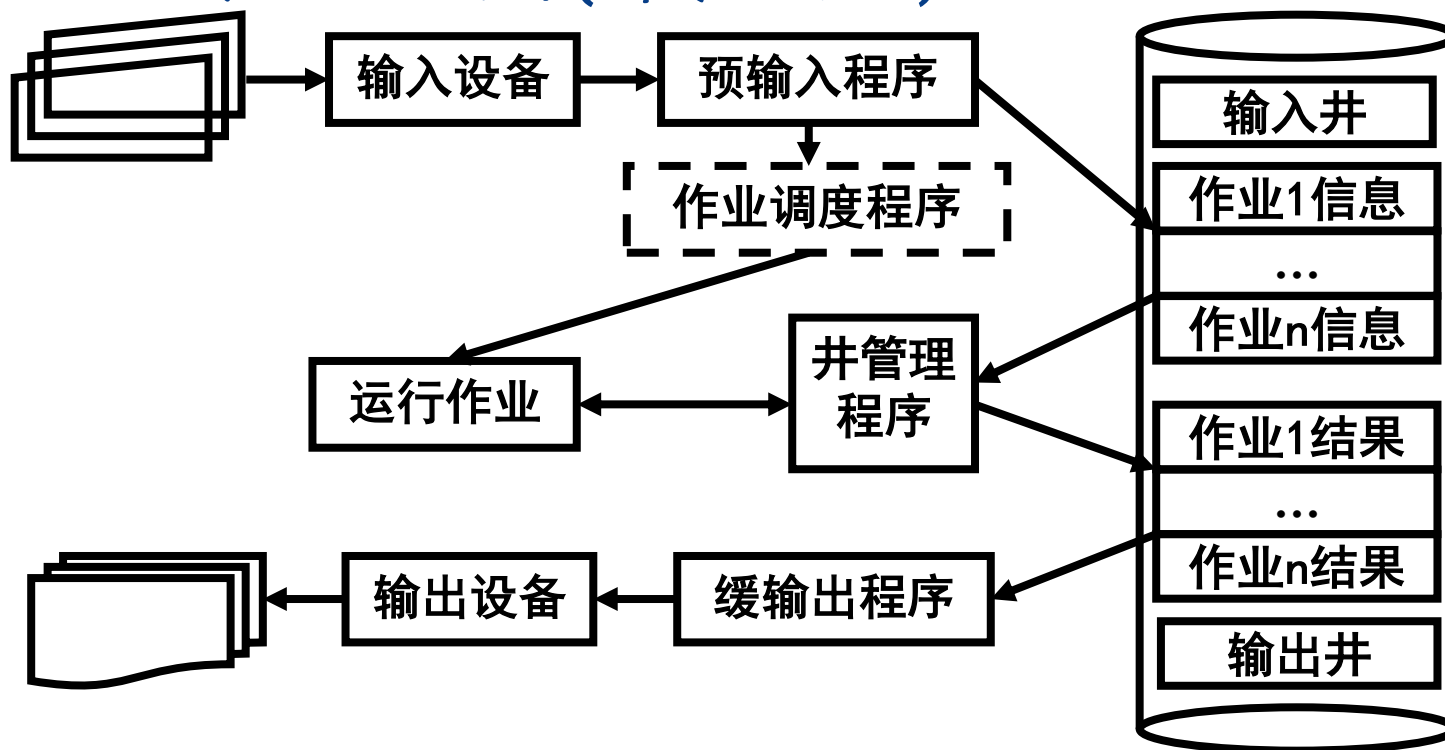 输入设备
预输入程序
输入井
作业调度程序
作业1信息
...
作业n信息
运行作业
井管理
程序
作业1结果
...
作业n结果
输出设备
缓输出程序
输出井